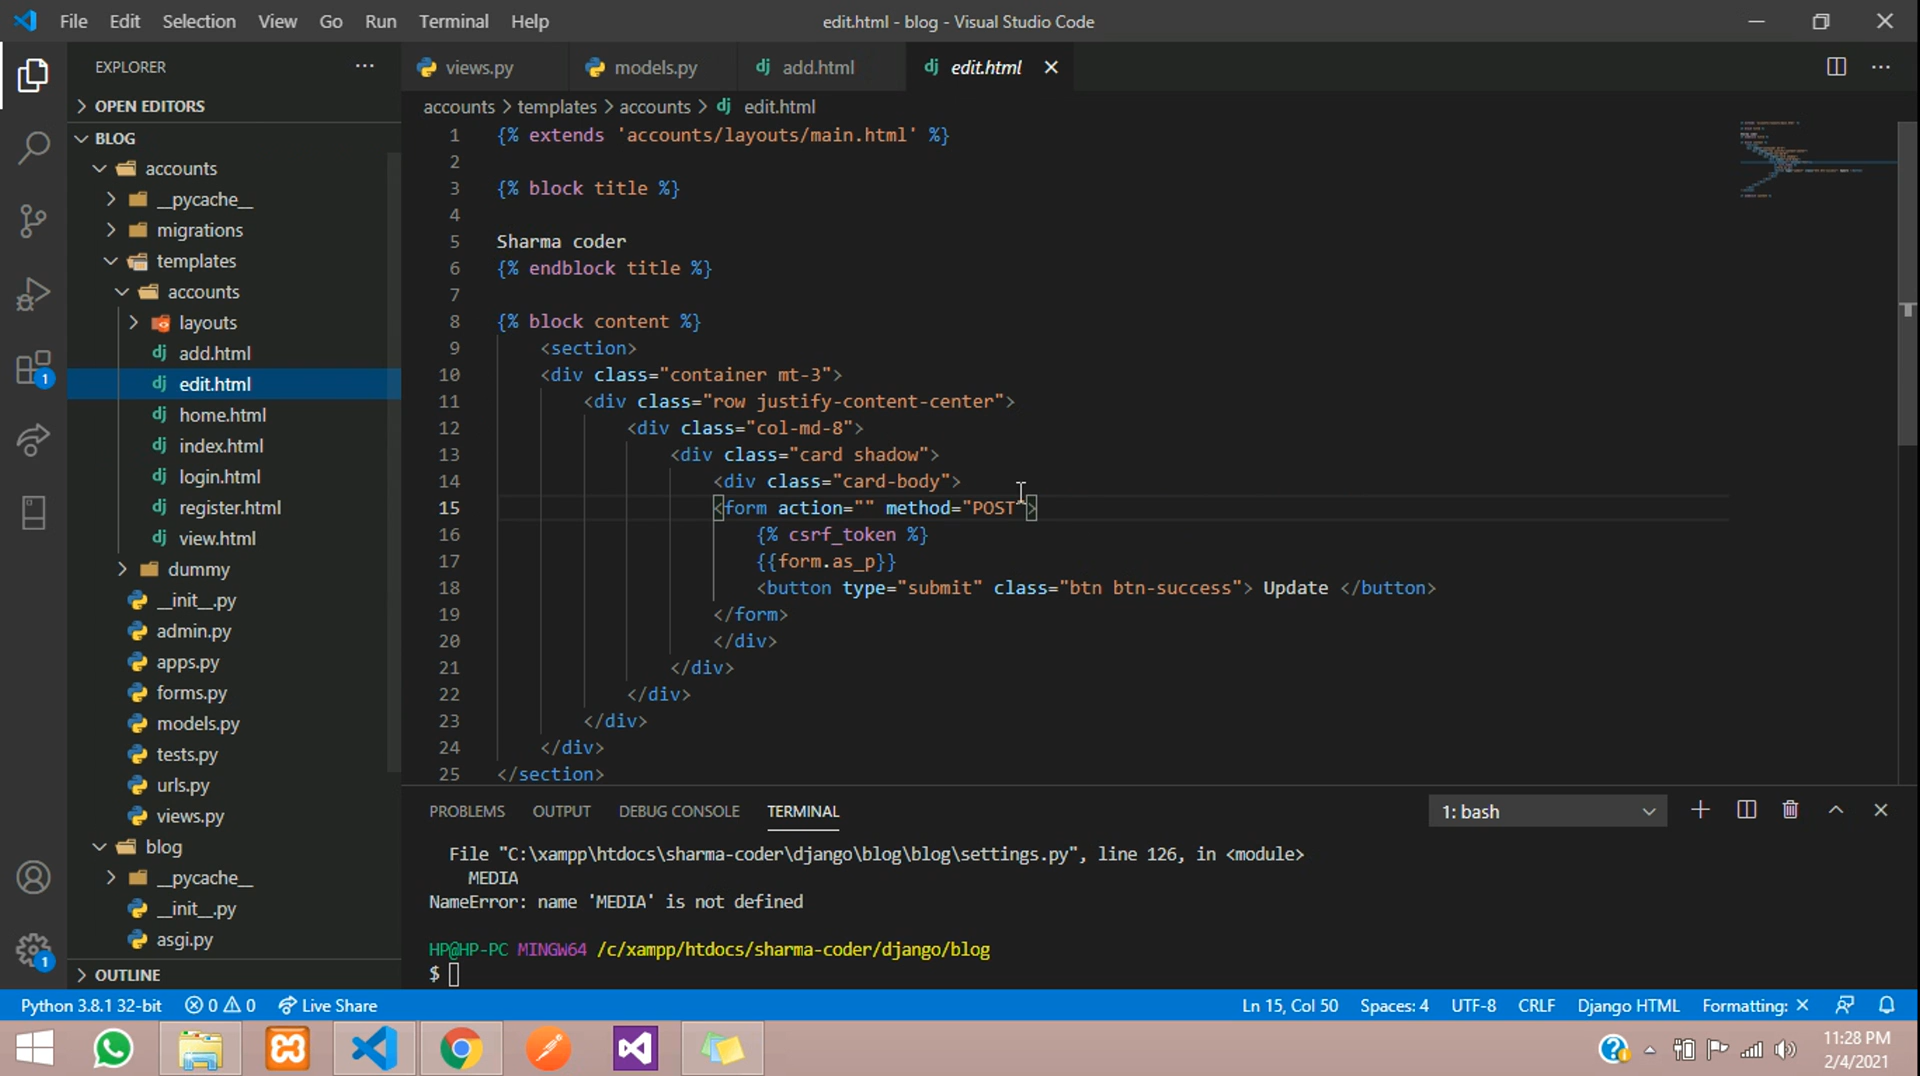 File Edit Selection View Go Run Terminal Help
edit.html - blog - Visual Studio Code
EXPLORER
OPEN EDITORS
BLOG
accounts
__pycache__
migrations
templates
accounts
layouts
add.html
edit.html
home.html
index.html
login.html
register.html
view.html
dummy
__init__.py
admin.py
apps.py
forms.py
models.py
tests.py
urls.py
views.py
blog
__pycache__
__init__.py
asgi.py
OUTLINE
1
1
views.py models.py add.html edit.html
accounts > templates > accounts > edit.html
1 {% extends 'accounts/layouts/main.html' %}
2
3 {% block title %}
4
5 Sharma coder
6 {% endblock title %}
7
8 {% block content %}
9 <section>
10 <div class="container mt-3">
11 <div class="row justify-content-center">
12 <div class="col-md-8">
13 <div class="card shadow">
14 <div class="card-body">
15 <form action="" method="POST">
16 {% csrf_token %}
17 {{form.as_p}}
18 <button type="submit" class="btn btn-success"> Update </button>
19 </form>
20 </div>
21 </div>
22 </div>
23 </div>
24 </div>
25 </section>
PROBLEMS OUTPUT DEBUG CONSOLE TERMINAL
1: bash
File "C:\xampp\htdocs\sharma-coder\django\blog\blog\settings.py", line 126, in <module>
MEDIA
NameError: name 'MEDIA' is not defined
HP@HP-PC MINGW64 /c/xampp/htdocs/sharma-coder/django/blog
$
Python 3.8.1 32-bit 0 0 Live Share
Ln 15, Col 50 Spaces: 4 UTF-8 CRLF Django HTML Formatting: ×
11:28 PM
2/4/2021